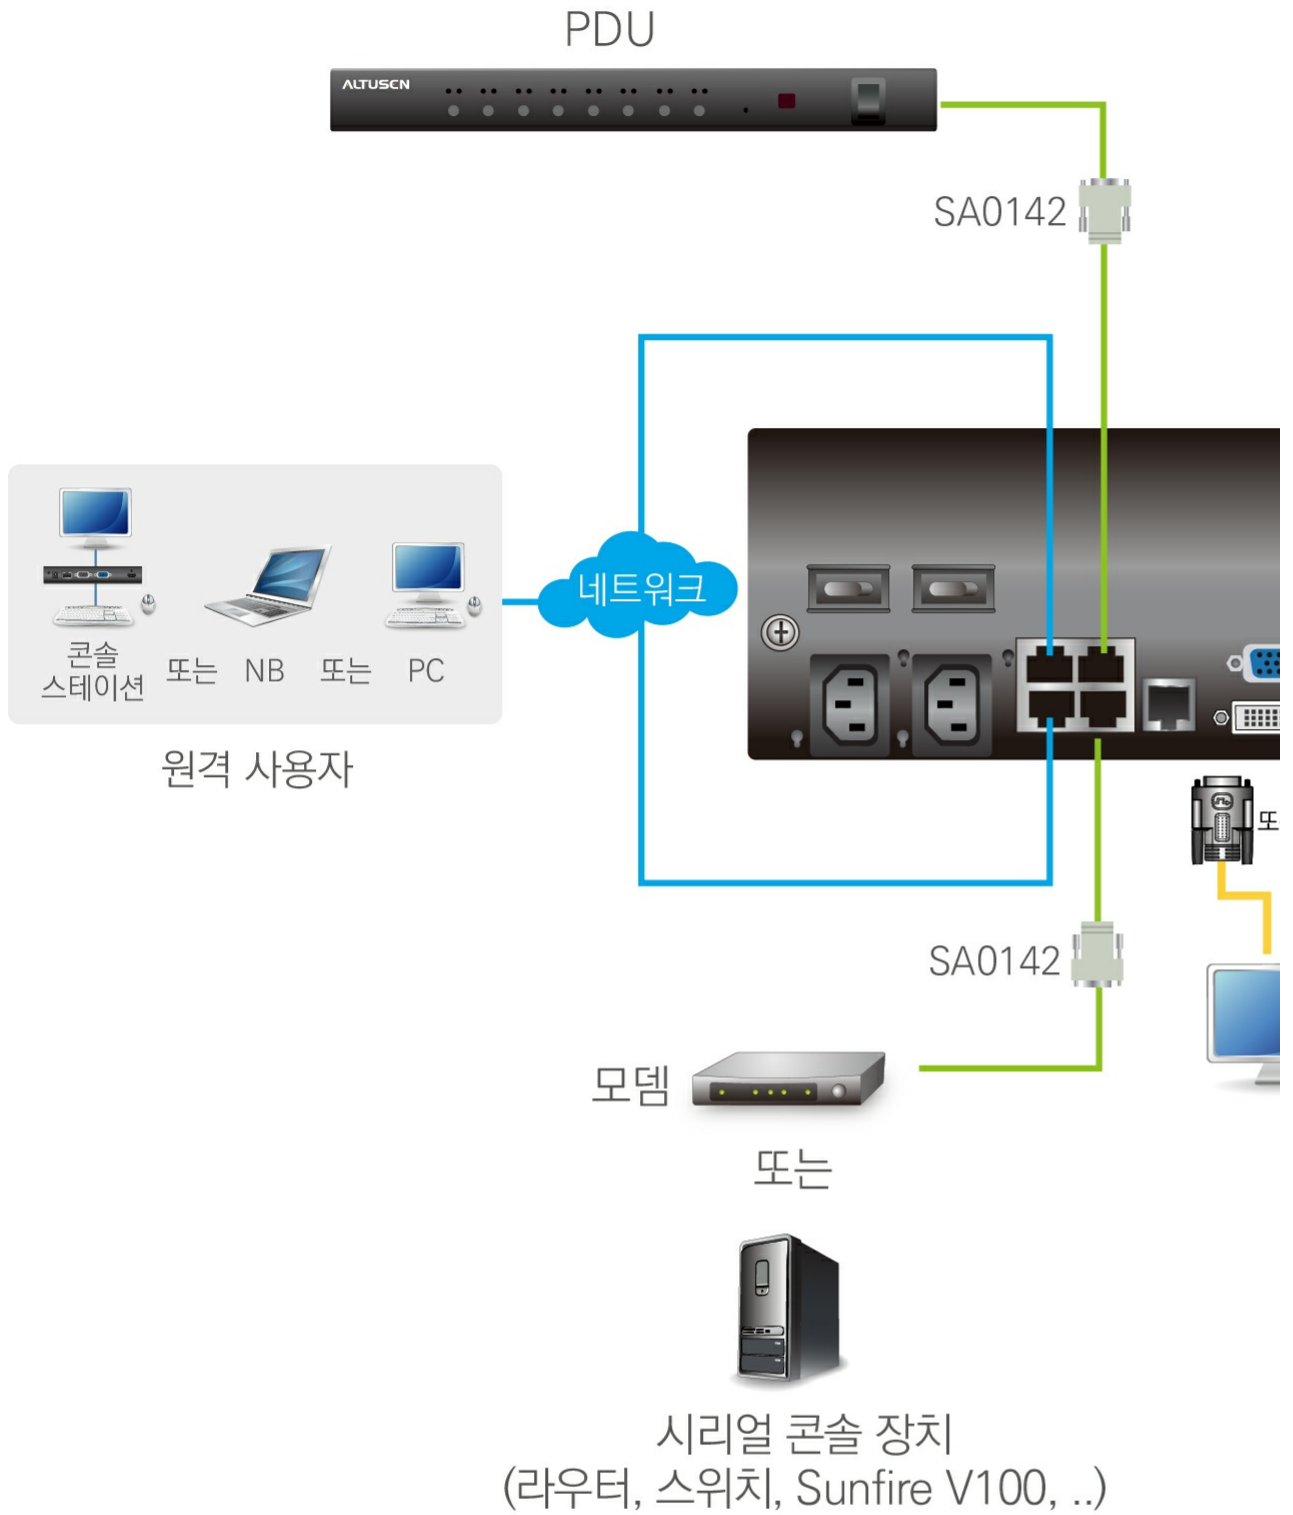 PDU
ALTUSCN
SA0142
네트워크
콘솔
스테이션
또는
NB
또는
PC
원격 사용자
SA0142
모뎀
또는
시리얼 콘솔 장치
(라우터, 스위치, Sunfire V100, ..)